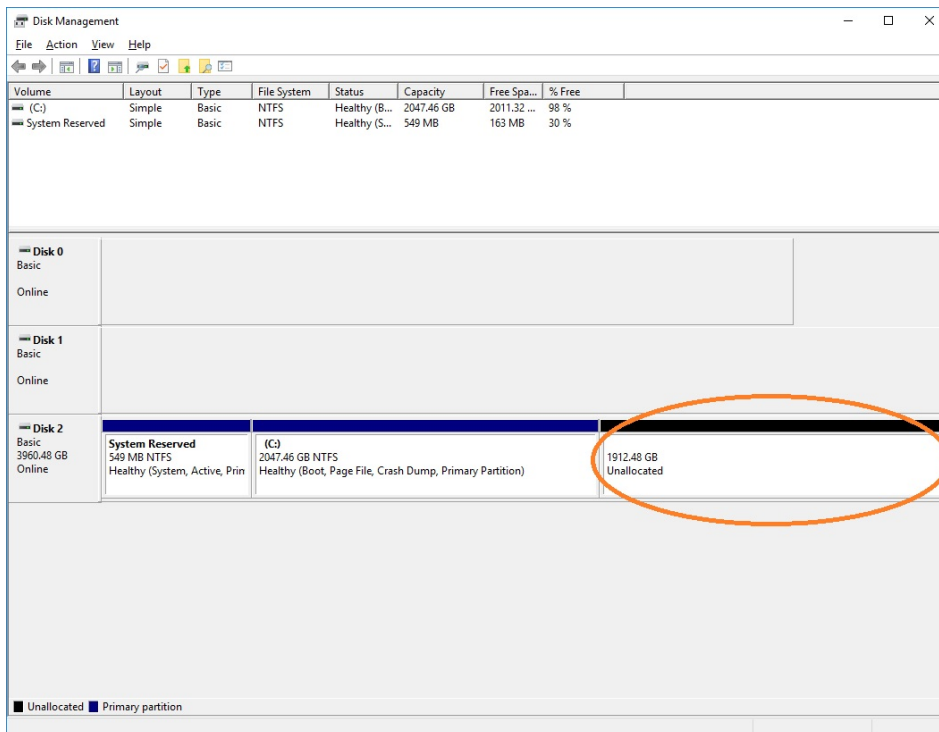 Disk Management
File Action View Help
Volume Layout Type File System Status Capacity Free Spa... % Free
(C:) Simple Basic NTFS Healthy (B... 2047.46 GB 2011.32 ... 98 %
System Reserved Simple Basic NTFS Healthy (S... 549 MB 163 MB 30 %
Disk 0
Basic
Online
Disk 1
Basic
Online
Disk 2
Basic
3960.48 GB
Online
System Reserved
549 MB NTFS
Healthy (System, Active, Prin
(C:)
2047.46 GB NTFS
Healthy (Boot, Page File, Crash Dump, Primary Partition)
1912.48 GB
Unallocated
Unallocated Primary partition